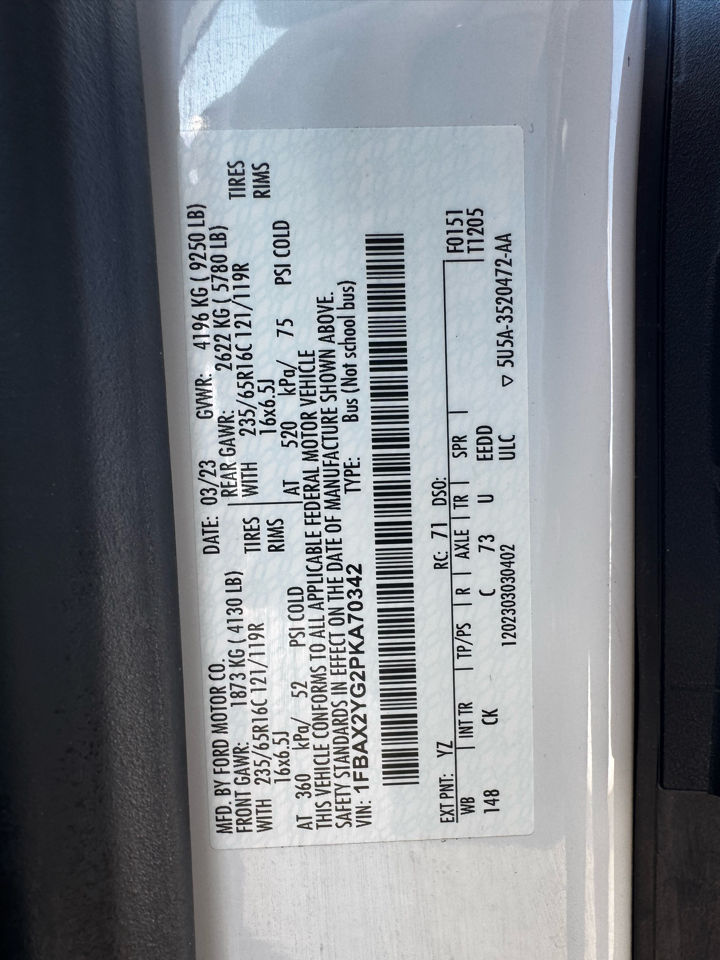 MFD. BY FORD MOTOR CO.
DATE: 03/23 GVWR: 4196 KG ( 9250 LB)
FRONT GAWR: 1873 KG ( 4130 LB) REAR GAWR: 2622 KG ( 5780 LB)
WITH 235/65R16C 121/119R TIRES WITH 235/65R16C 121/119R TIRES
16x6.5J RIMS 16x6.5J RIMS
AT 360 kPa/ 52 PSI COLD AT 520 kPa/ 75 PSI COLD
THIS VEHICLE CONFORMS TO ALL APPLICABLE FEDERAL MOTOR VEHICLE
SAFETY STANDARDS IN EFFECT ON THE DATE OF MANUFACTURE SHOWN ABOVE.
VIN: 1FBAX2YG2PKA70342 TYPE: Bus (Not school bus)
EXT PNT: YZ RC: 71 DSO: F0151
WB INT TR TP/PS R AXLE TR SPR T1205
148 CK C 73 U EEDD
1202303030402 ULC ▽ 5U5A-3520472-AA